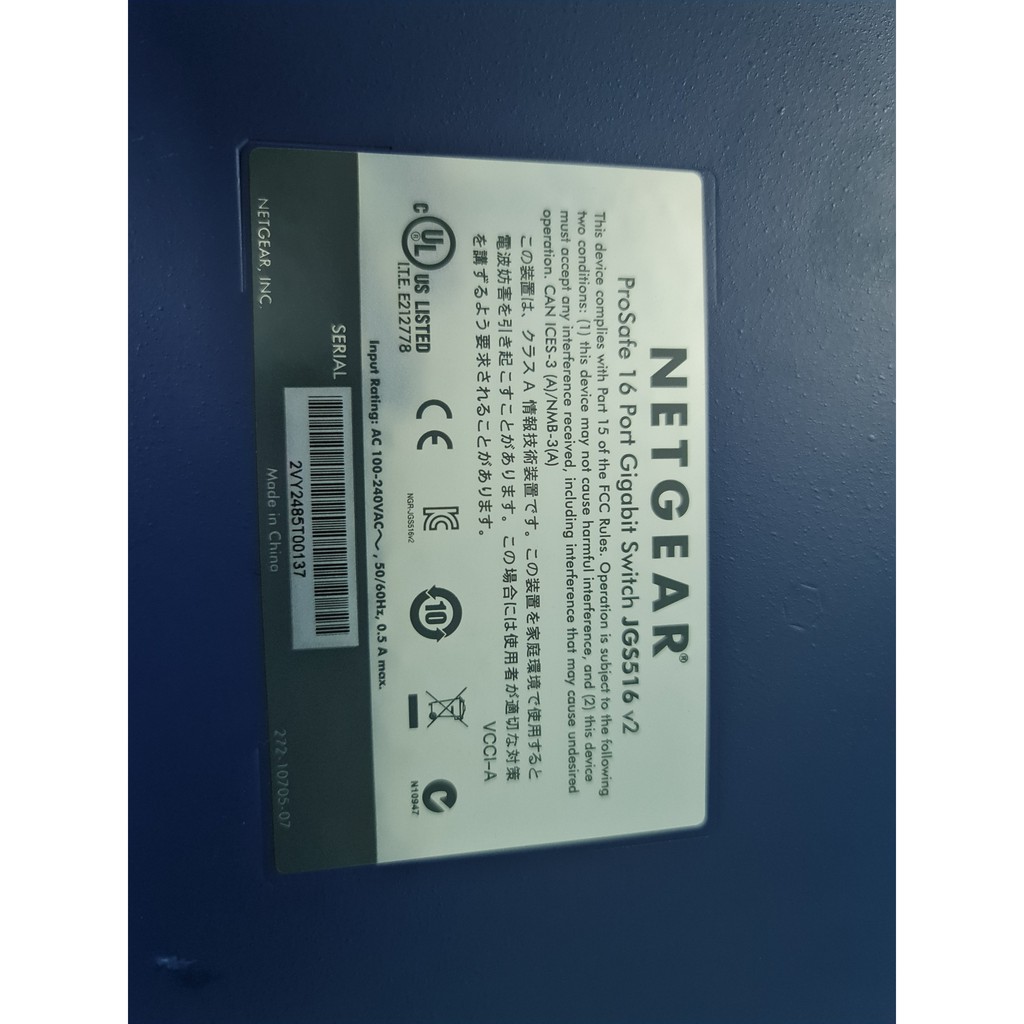 NETGEAR®
ProSafe 16 Port Gigabit Switch JGS516 v2
This device complies with Part 15 of the FCC Rules. Operation is subject to the following
two conditions: (1) this device may not cause harmful interference, and (2) this device
must accept any interference received, including interference that may cause undesired
operation. CAN ICES-3 (A)/NMB-3(A)
この装置は、クラス A 情報技術装置です。この装置を家庭環境で使用すると
電波妨害を引き起こすことがあります。この場合には使用者が適切な対策
を講ずるよう要求されることがあります。
VCCI-A
C UL® US LISTED
I.T.E. E212778
CE
NGR-JGS516v2
10
N10947
Input Rating: AC 100-240VAC～, 50/60Hz, 0.5 A max.
SERIAL
2VY2485T00137
NETGEAR, INC.
Made in China
272-10705-07